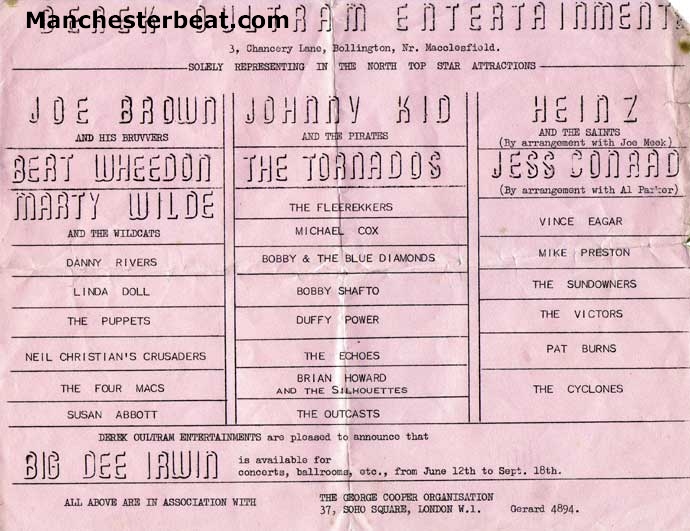 Manchesterbeat.com
DEREK OULTRAM ENTERTAINMENTS
3, Chancery Lane, Bollington, Nr. Macclesfield.
SOLELY REPRESENTING IN THE NORTH TOP STAR ATTRACTIONS
JOE BROWN
AND HIS BRUVVERS
BERT WHEEDON
MARTY WILDE
AND THE WILDCATS
DANNY RIVERS
LINDA DOLL
THE PUPPETS
NEIL CHRISTIAN'S CRUSADERS
THE FOUR MACS
SUSAN ABBOTT
JOHNNY KID
AND THE PIRATES
THE TORNADOS
THE FLEEREKKERS
MICHAEL COX
BOBBY & THE BLUE DIAMONDS
BOBBY SHAFTO
DUFFY POWER
THE ECHOES
BRIAN HOWARD
AND THE SILHOUETTES
THE OUTCASTS
HEINZ
AND THE SAINTS
(By arrangement with Joe Meek)
JESS CONRAD
(By arrangement with Al Parker)
VINCE EAGAR
MIKE PRESTON
THE SUNDOWNERS
THE VICTORS
PAT BURNS
THE CYCLONES
DEREK OULTRAM ENTERTAINMENTS are pleased to announce that
BIG DEE IRWIN
is available for
concerts, ballrooms, etc., from June 12th to Sept. 18th.
ALL ABOVE ARE IN ASSOCIATION WITH
THE GEORGE COOPER ORGANISATION
37, SOHO SQUARE, LONDON W.1. Gerard 4894.